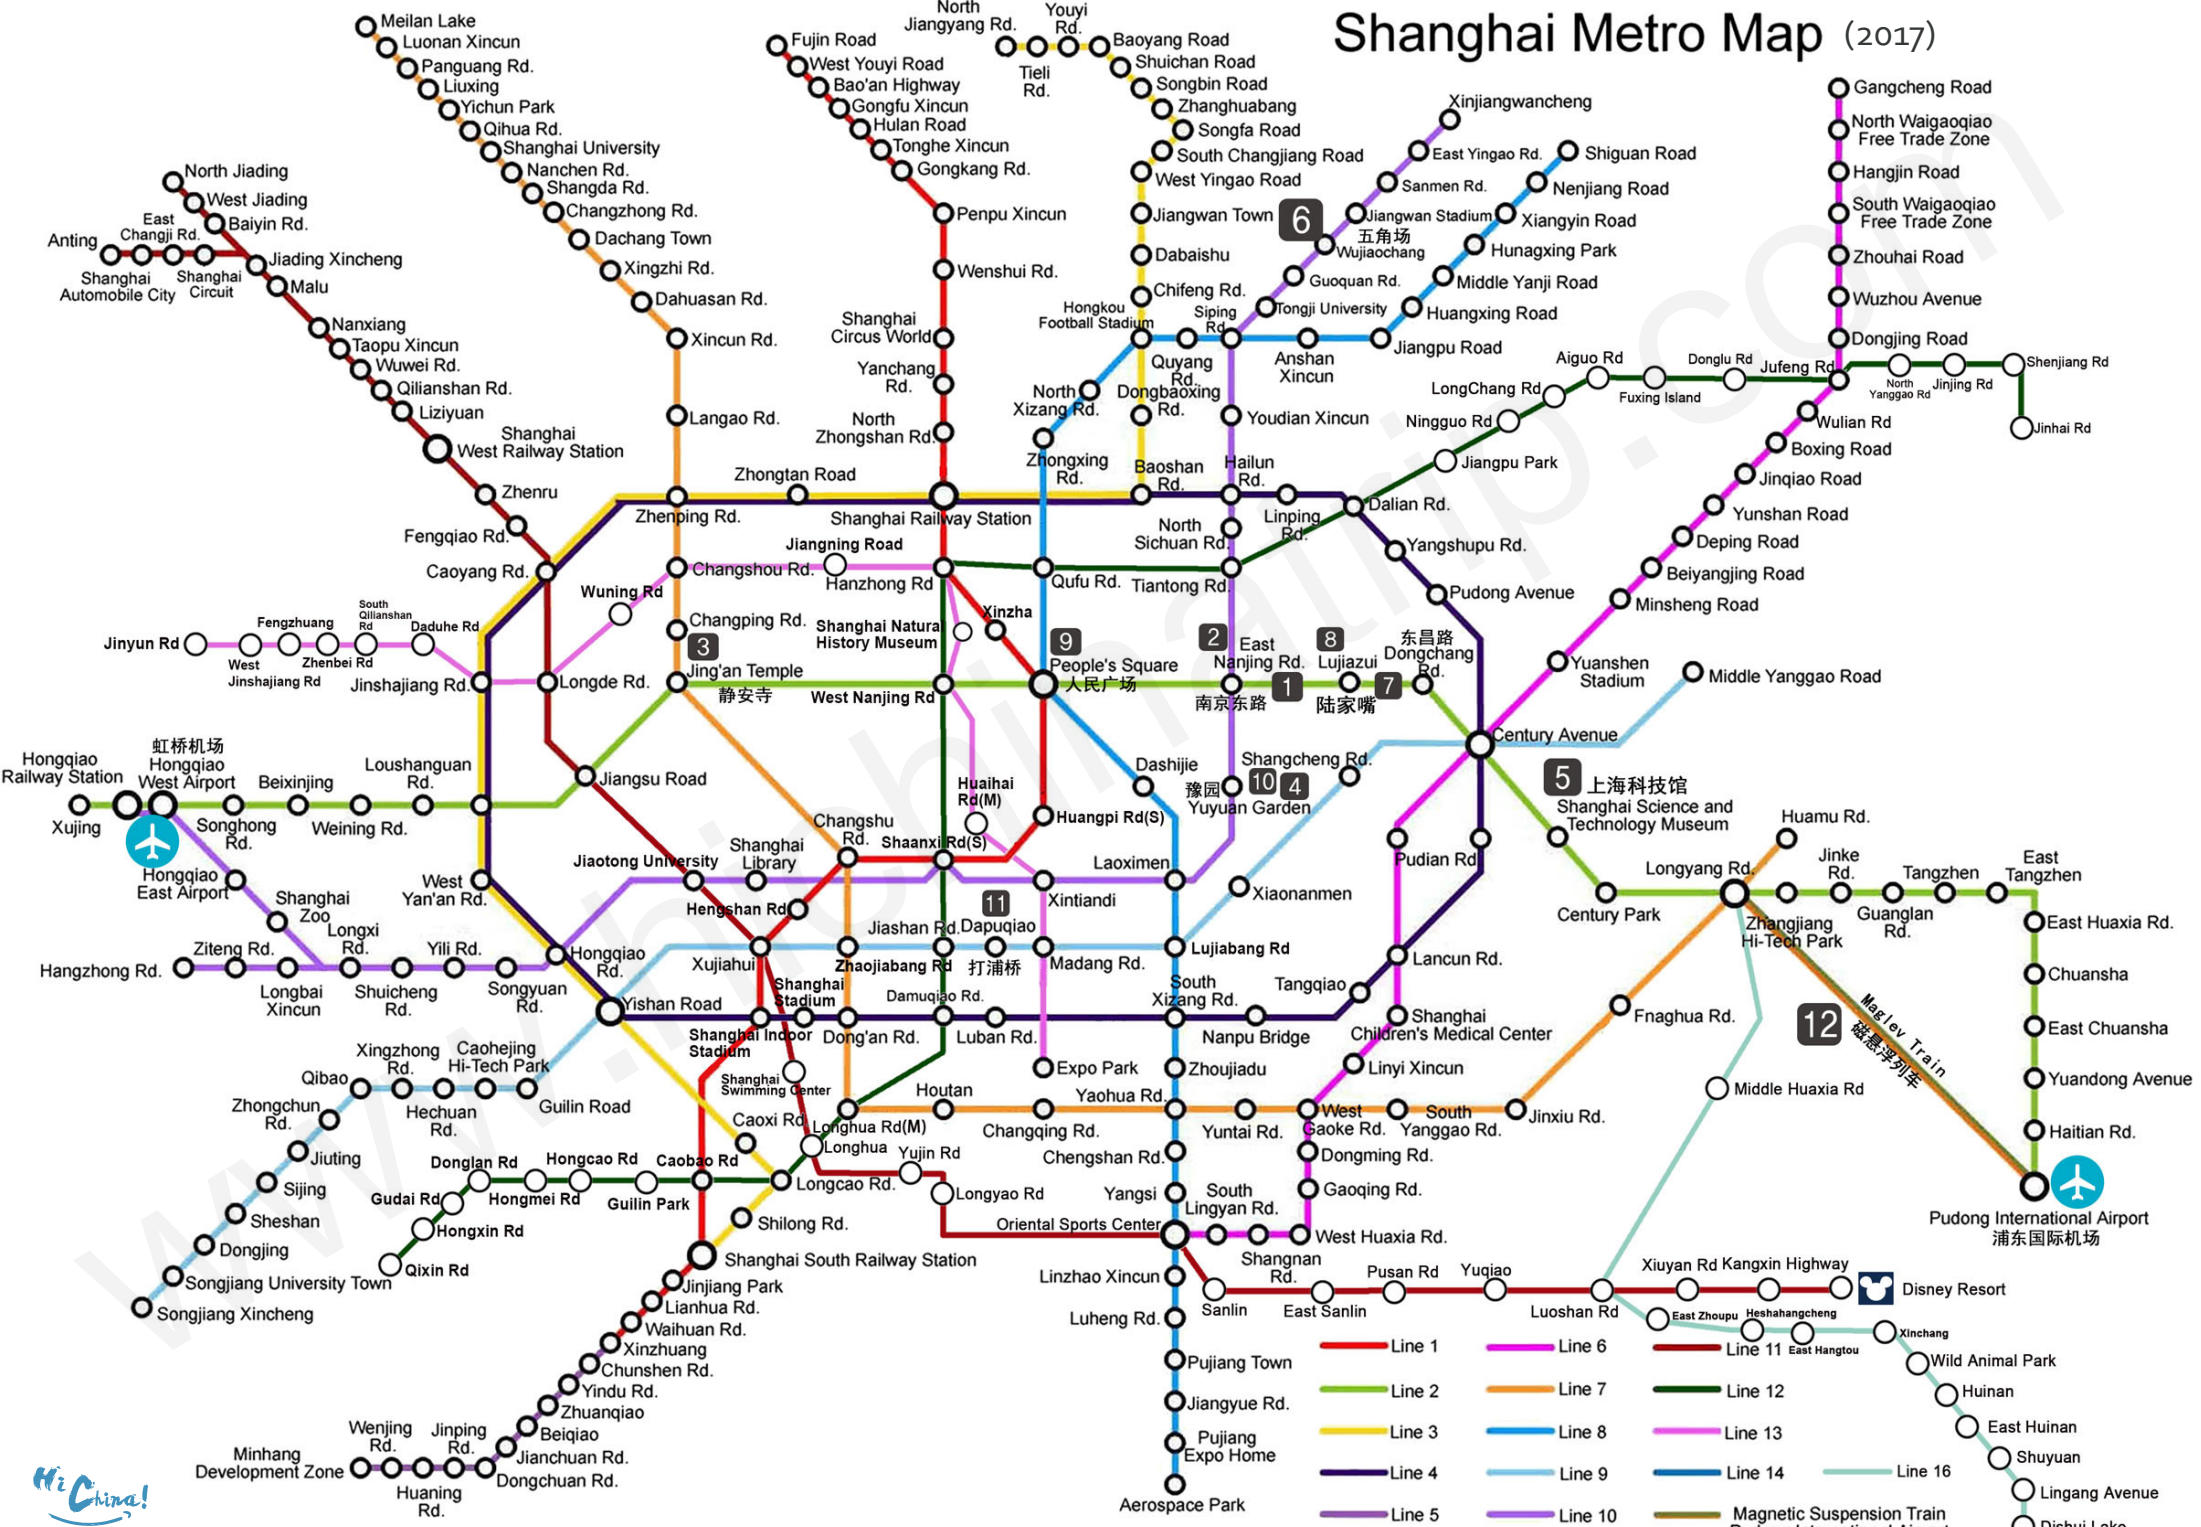 Shanghai Metro Map (2017)
Meilan Lake
Luonan Xincun
Panguang Rd.
Liuxing
Yichun Park
Qihua Rd.
Shanghai University
Nanchen Rd.
Shangda Rd.
Changzhong Rd.
Dachang Town
Xingzhi Rd.
Dahuasan Rd.
Xincun Rd.
Langao Rd.
Fujin Road
West Youyi Road
Bao'an Highway
Gongfu Xincun
Hulan Road
Tonghe Xincun
Gongkang Rd.
Penpu Xincun
Wenshui Rd.
Shanghai
Circus World
Yanchang
Rd.
North
Zhongshan Rd.
North
Jiangyang Rd.
Youyi
Rd.
Tieli
Rd.
Baoyang Road
Shuichan Road
Songbin Road
Zhanghuabang
Songfa Road
South Changjiang Road
West Yingao Road
Jiangwan Town
Dabaishu
Chifeng Rd.
Hongkou
Football Stadium
Xinjiangwancheng
East Yingao Rd.
Sanmen Rd.
Jiangwan Stadium
6
五角场
Wujiaochang
Guoquan Rd.
Tongji University
Siping
Rd.
Shiguan Road
Nenjiang Road
Xiangyin Road
Hunagxing Park
Middle Yanji Road
Huangxing Road
Jiangpu Road
Anshan
Xincun
Quyang
Rd.
Dongbaoxing
Rd.
North
Xizang Rd.
Zhongxing
Rd.
Youdian Xincun
Baoshan
Rd.
Hailun
Rd.
Linping
Rd.
North
Sichuan Rd.
Gangcheng Road
North Waigaoqiao
Free Trade Zone
Hangjin Road
South Waigaoqiao
Free Trade Zone
Zhouhai Road
Wuzhou Avenue
Dongjing Road
Jufeng Rd
Donglu Rd
Fuxing Island
Aiguo Rd
LongChang Rd
Ningguo Rd
Jiangpu Park
Dalian Rd.
North
Yanggao Rd
Jinjing Rd
Shenjiang Rd
Jinhai Rd
Wulian Rd
Boxing Road
Jinqiao Road
Yunshan Road
Deping Road
Beiyangjing Road
Minsheng Road
Yuanshen
Stadium
Middle Yanggao Road
Yangshupu Rd.
Pudong Avenue
North Jiading
West Jiading
Baiyin Rd.
East
Changji Rd.
Anting
Shanghai
Automobile City
Shanghai
Circuit
Jiading Xincheng
Malu
Nanxiang
Taopu Xincun
Wuwei Rd.
Qilianshan Rd.
Liziyuan
Shanghai
West Railway Station
Zhenru
Fengqiao Rd.
Caoyang Rd.
Zhongtan Road
Zhenping Rd.
Shanghai Railway Station
Jiangning Road
Changshou Rd.
Hanzhong Rd
Qufu Rd.
Tiantong Rd.
Wuning Rd
Changping Rd.
3
Jing'an Temple
静安寺
Shanghai Natural
History Museum
Xinzha
9
People's Square
人民广场
West Nanjing Rd
2
East
Nanjing Rd.
南京东路
1
8
Lujiazui
陆家嘴
7
东昌路
Dongchang
Rd.
Century Avenue
Jinyun Rd
West
Jinshajiang Rd
Fengzhuang
Zhenbei Rd
South
Qilianshan
Rd
Daduhe Rd
Jinshajiang Rd.
Longde Rd.
Hongqiao
Railway Station
Xujing
虹桥机场
Hongqiao
West Airport
Songhong
Rd.
Beixinjing
Weining Rd.
Loushanguan
Rd.
Jiangsu Road
Hongqiao
East Airport
Shanghai
Zoo
Longxi
Rd.
Hangzhong Rd.
Ziteng Rd.
Longbai
Xincun
Shuicheng
Rd.
Yili Rd.
Songyuan
Rd.
West
Yan'an Rd.
Hongqiao
Rd.
Yishan Road
Jiaotong University
Shanghai
Library
Changshu
Rd.
Shaanxi Rd(S)
Huaihai
Rd(M)
Huangpi Rd(S)
Dashijie
豫园
Yuyuan Garden
10
4
Shangcheng Rd.
Laoximen
Xintiandi
Xiaonanmen
Hengshan Rd
Xujiahui
Zhaojiabang Rd
Jiashan Rd.
11
Dapuqiao
打浦桥
Madang Rd.
Lujiabang Rd
5
上海科技馆
Shanghai Science and
Technology Museum
Pudian Rd
Century Park
Longyang Rd.
Huamu Rd.
Zhangjiang
Hi-Tech Park
Jinke
Rd.
Guanglan
Rd.
Tangzhen
East
Tangzhen
East Huaxia Rd.
Chuansha
East Chuansha
Yuandong Avenue
Haitian Rd.
Pudong International Airport
浦东国际机场
12
Maglev Train
磁悬浮列车
Middle Huaxia Rd
Fnaghua Rd.
Jinxiu Rd.
South
Yanggao Rd.
West
Gaoke Rd.
Yuntai Rd.
Yaohua Rd.
Changqing Rd.
Houtan
Longhua Rd(M)
Lancun Rd.
Tangqiao
Shanghai
Children's Medical Center
Linyi Xincun
Nanpu Bridge
South
Xizang Rd.
Luban Rd.
Damuqiao Rd.
Dong'an Rd.
Shanghai
Stadium
Shanghai Indoor
Stadium
Shanghai
Swimming Center
Expo Park
Zhoujiadu
Chengshan Rd.
Yangsi
Oriental Sports Center
Dongming Rd.
Gaoqing Rd.
South
Lingyan Rd.
Shangnan
Rd.
West Huaxia Rd.
Linzhao Xincun
Luheng Rd.
Pujiang Town
Jiangyue Rd.
Pujiang
Expo Home
Aerospace Park
Caoxi Rd.
Longhua
Yujin Rd
Longyao Rd
Longcao Rd.
Shilong Rd.
Shanghai South Railway Station
Caobao Rd
Guilin Park
Hongcao Rd
Hongmei Rd
Donglan Rd
Gudai Rd
Hongxin Rd
Qixin Rd
Xingzhong
Rd.
Caohejing
Hi-Tech Park
Qibao
Hechuan
Rd.
Guilin Road
Zhongchun
Rd.
Jiuting
Sijing
Sheshan
Dongjing
Songjiang University Town
Songjiang Xincheng
Jinjiang Park
Lianhua Rd.
Waihuan Rd.
Xinzhuang
Chunshen Rd.
Yindu Rd.
Zhuanqiao
Beiqiao
Jianchuan Rd.
Dongchuan Rd.
Jinping
Rd.
Huaning
Rd.
Wenjing
Rd.
Minhang
Development Zone
Sanlin
East Sanlin
Pusan Rd
Yuqiao
Luoshan Rd
Xiuyan Rd
Kangxin Highway
Disney Resort
East Zhoupu
Heshahangcheng
East Hangtou
Xinchang
Wild Animal Park
Huinan
East Huinan
Shuyuan
Lingang Avenue
Dishui Lake
Line 1
Line 2
Line 3
Line 4
Line 5
Line 6
Line 7
Line 8
Line 9
Line 10
Line 11
Line 12
Line 13
Line 14
Line 16
Magnetic Suspension Train
Hi China!
www.hichinatrip.com